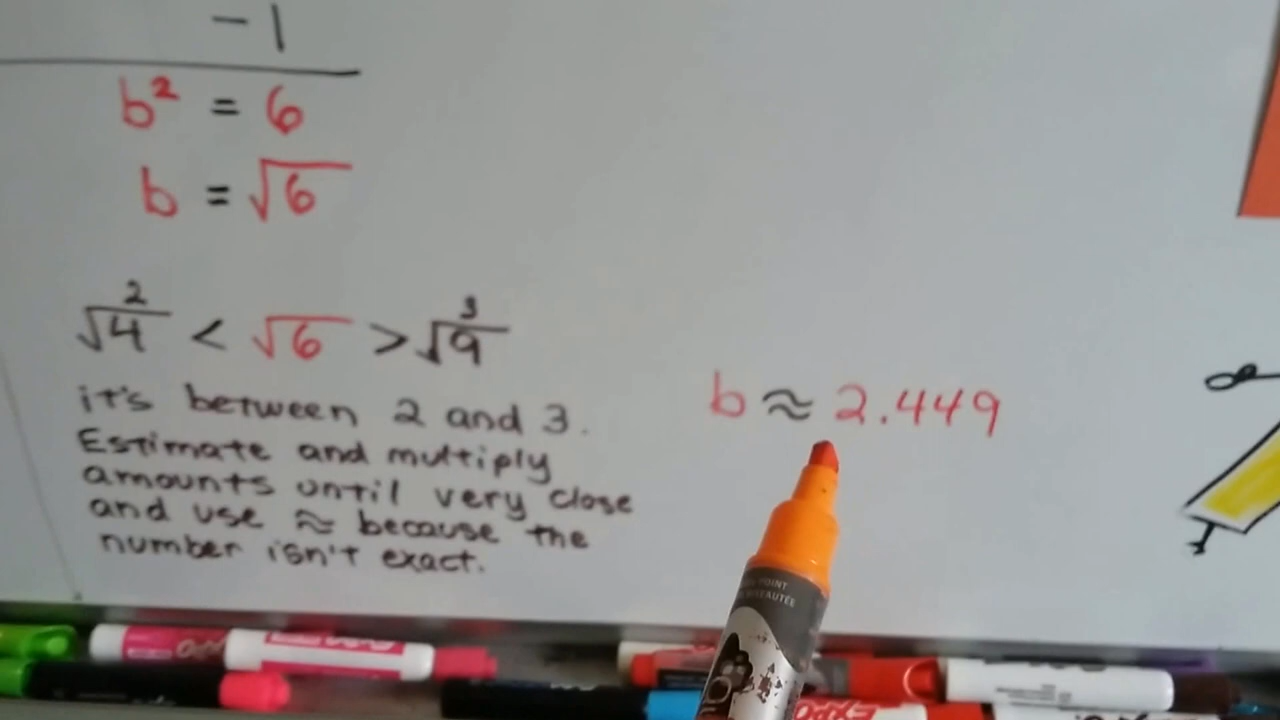 - 1
b² = 6
b = √6
2 3
√4 < √6 > √9
it's between 2 and 3.
Estimate and multiply
amounts until very close
and use ≈ because the
number isn't exact.
b ≈ 2.449
POINT